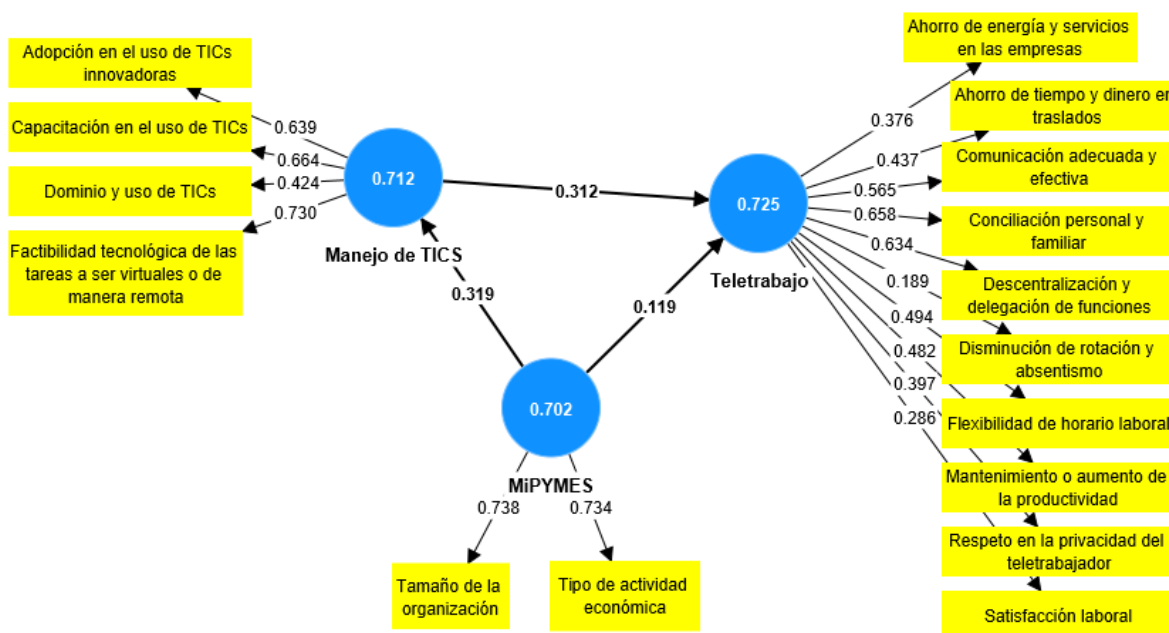 Adopción en el uso de TICs
innovadoras
Capacitación en el uso de TICs
Dominio y uso de TICs
Factibilidad tecnológica de las
tareas a ser virtuales o de
manera remota
0.639
0.664
0.424
0.730
0.712
Manejo de TICS
0.312
0.319
0.119
0.702
MiPYMES
0.738
0.734
Tamaño de la
organización
Tipo de actividad
económica
0.725
Teletrabajo
0.376
0.437
0.565
0.658
0.634
0.189
0.494
0.482
0.397
0.286
Ahorro de energía y servicios
en las empresas
Ahorro de tiempo y dinero en
traslados
Comunicación adecuada y
efectiva
Conciliación personal y
familiar
Descentralización y
delegación de funciones
Disminución de rotación y
absentismo
Flexibilidad de horario laboral
Mantenimiento o aumento de
la productividad
Respeto en la privacidad del
teletrabajador
Satisfacción laboral